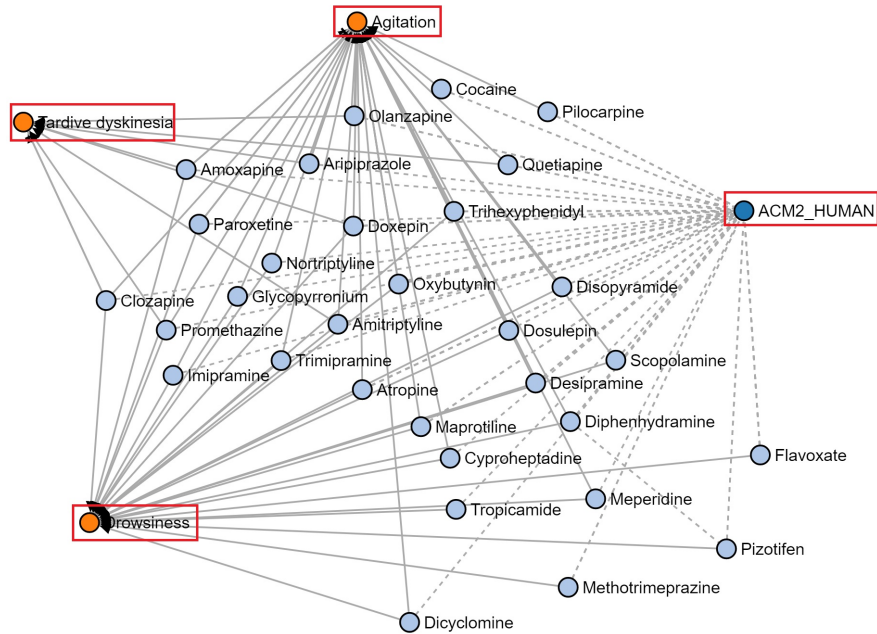 Agitation
Cocaine
Pilocarpine
Olanzapine
Tardive dyskinesia
Aripiprazole
Quetiapine
Amoxapine
Trihexyphenidyl
ACM2_HUMAN
Paroxetine
Doxepin
Nortriptyline
Oxybutynin
Disopyramide
Glycopyrronium
Clozapine
Amitriptyline
Promethazine
Dosulepin
Trimipramine
Scopolamine
Imipramine
Desipramine
Atropine
Diphenhydramine
Maprotiline
Flavoxate
Cyproheptadine
Meperidine
Tropicamide
Drowsiness
Pizotifen
Methotrimeprazine
Dicyclomine